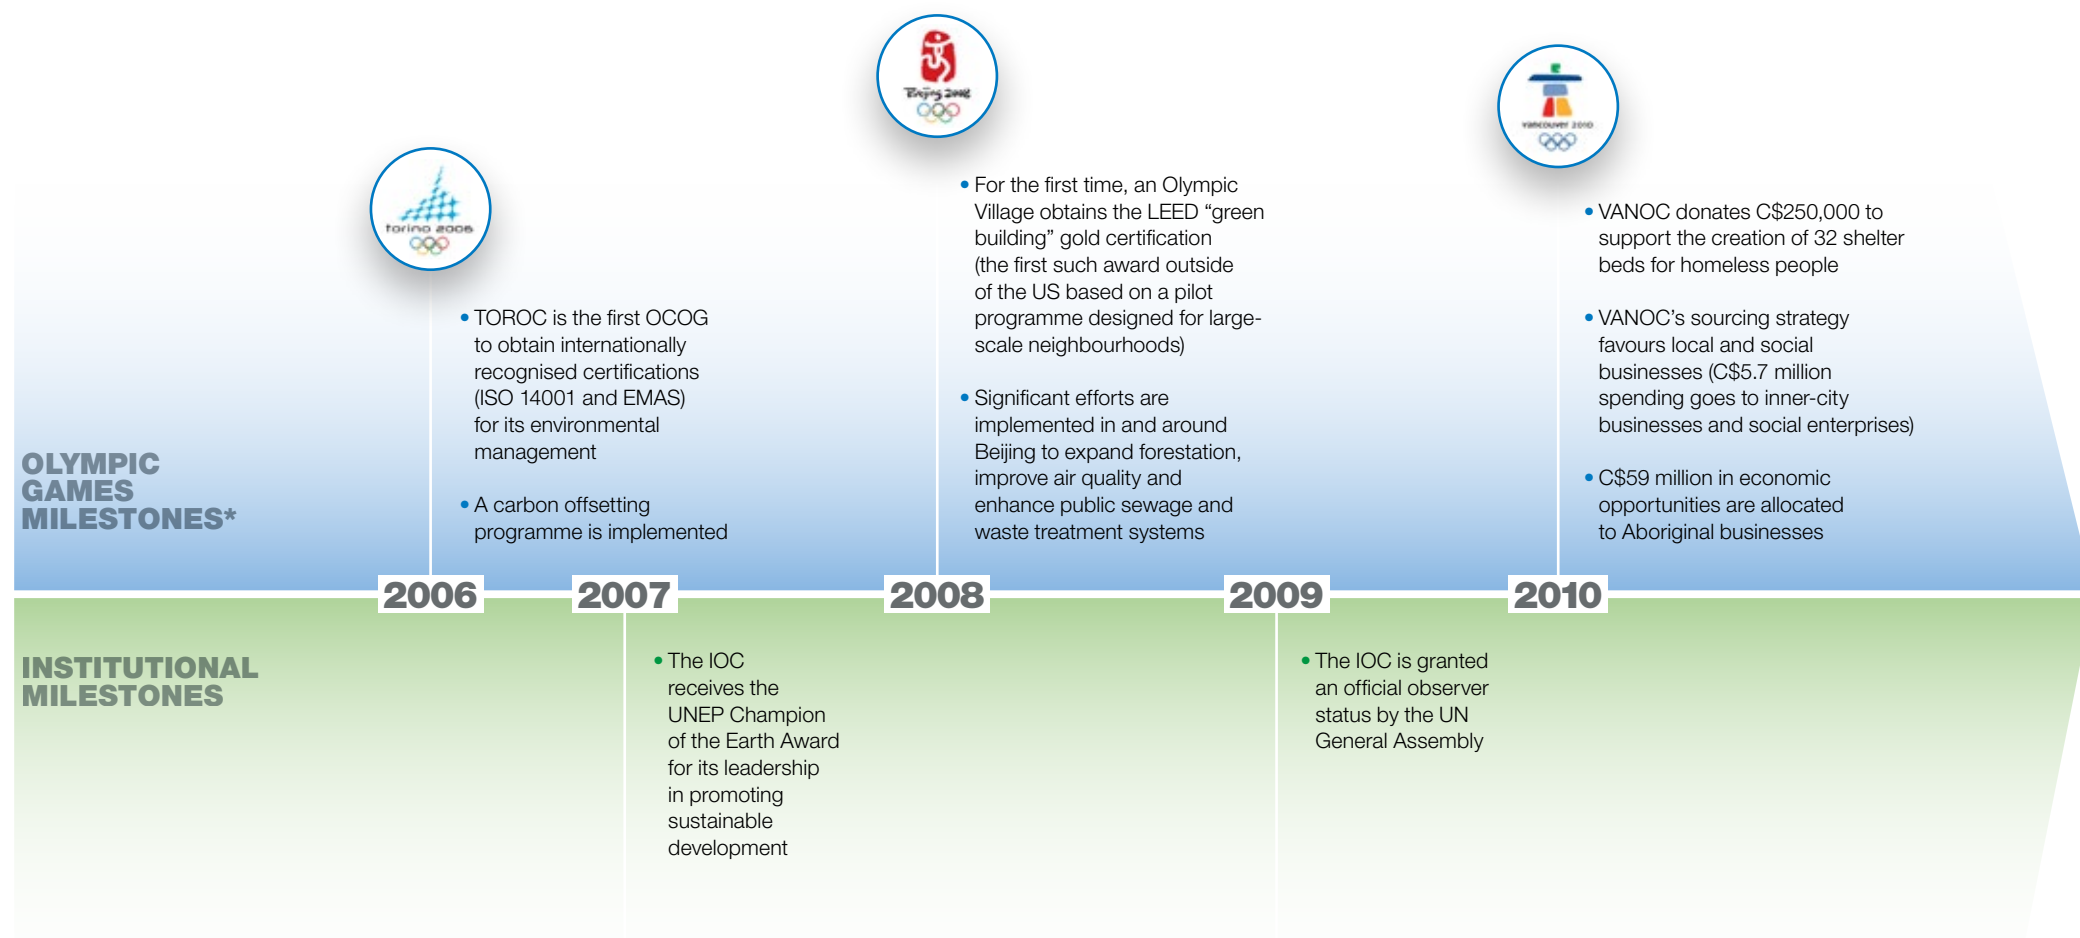 Beijing 2008
vancouver 2010
torino 2006
• For the first time, an Olympic
Village obtains the LEED “green
building” gold certification
(the first such award outside
of the US based on a pilot
programme designed for large-
scale neighbourhoods)
• Significant efforts are
implemented in and around
Beijing to expand forestation,
improve air quality and
enhance public sewage and
waste treatment systems
• VANOC donates C$250,000 to
support the creation of 32 shelter
beds for homeless people
• VANOC’s sourcing strategy
favours local and social
businesses (C$5.7 million
spending goes to inner-city
businesses and social enterprises)
• C$59 million in economic
opportunities are allocated
to Aboriginal businesses
• TOROC is the first OCOG
to obtain internationally
recognised certifications
(ISO 14001 and EMAS)
for its environmental
management
• A carbon offsetting
programme is implemented
OLYMPIC
GAMES
MILESTONES*
2006
2007
2008
2009
2010
INSTITUTIONAL
MILESTONES
• The IOC
receives the
UNEP Champion
of the Earth Award
for its leadership
in promoting
sustainable
development
• The IOC is granted
an official observer
status by the UN
General Assembly